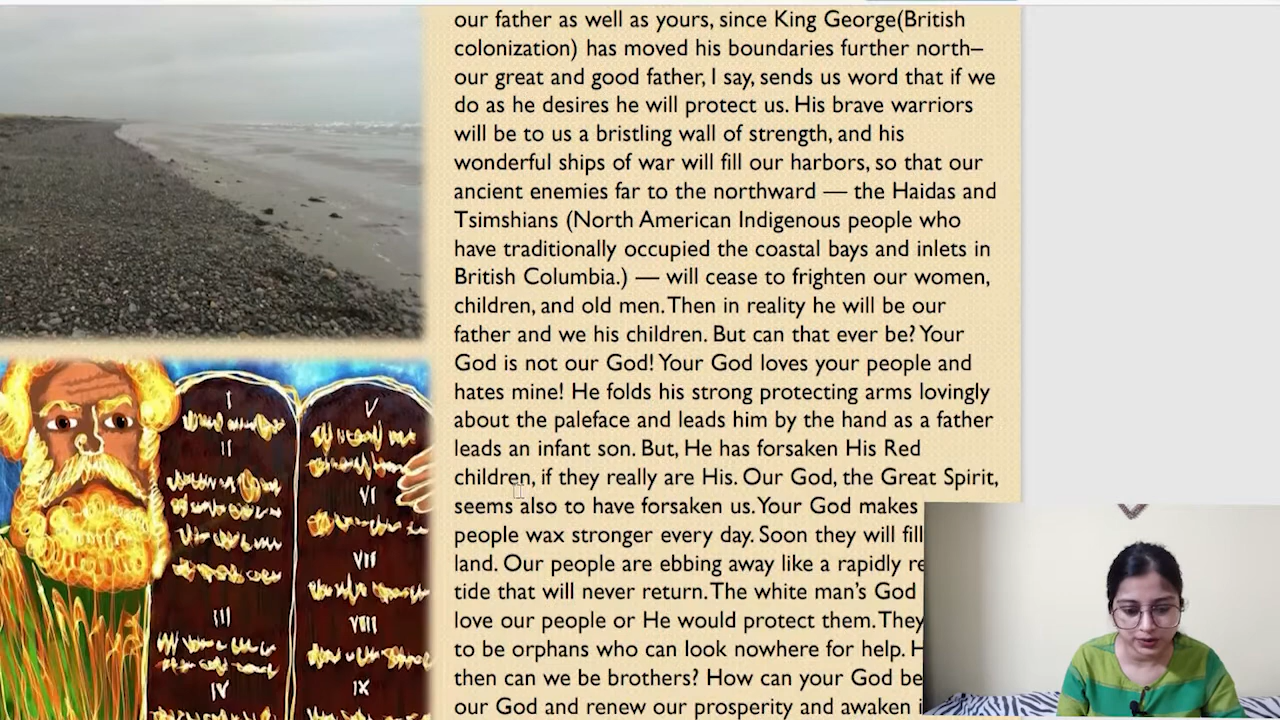 our father as well as yours, since King George(British
colonization) has moved his boundaries further north–
our great and good father, I say, sends us word that if we
do as he desires he will protect us. His brave warriors
will be to us a bristling wall of strength, and his
wonderful ships of war will fill our harbors, so that our
ancient enemies far to the northward — the Haidas and
Tsimshians (North American Indigenous people who
have traditionally occupied the coastal bays and inlets in
British Columbia.) — will cease to frighten our women,
children, and old men. Then in reality he will be our
father and we his children. But can that ever be? Your
God is not our God! Your God loves your people and
hates mine! He folds his strong protecting arms lovingly
about the paleface and leads him by the hand as a father
leads an infant son. But, He has forsaken His Red
children, if they really are His. Our God, the Great Spirit,
seems also to have forsaken us. Your God makes
people wax stronger every day. Soon they will fill
land. Our people are ebbing away like a rapidly
tide that will never return. The white man's God
love our people or He would protect them. They
to be orphans who can look nowhere for help.
then can we be brothers? How can your God
our God and renew our prosperity and awaken
I
II
III
IV
V
VI
VII
VIII
IX